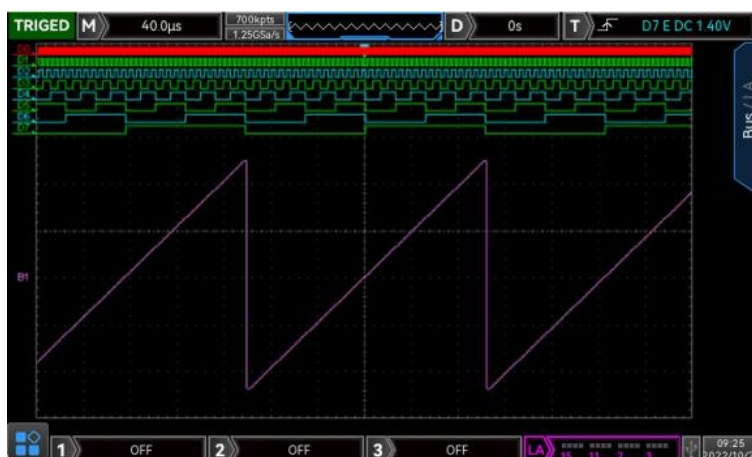 TRIGED M 40.0μs 700kpts 1.25GSa/s D 0s T D7 E DC 1.40V
D0
D1
D2
D3
D4
D5
D6
D7
Bus / LA
B1
1 OFF 2 OFF 3 OFF LA 15 11 7 3 09:25